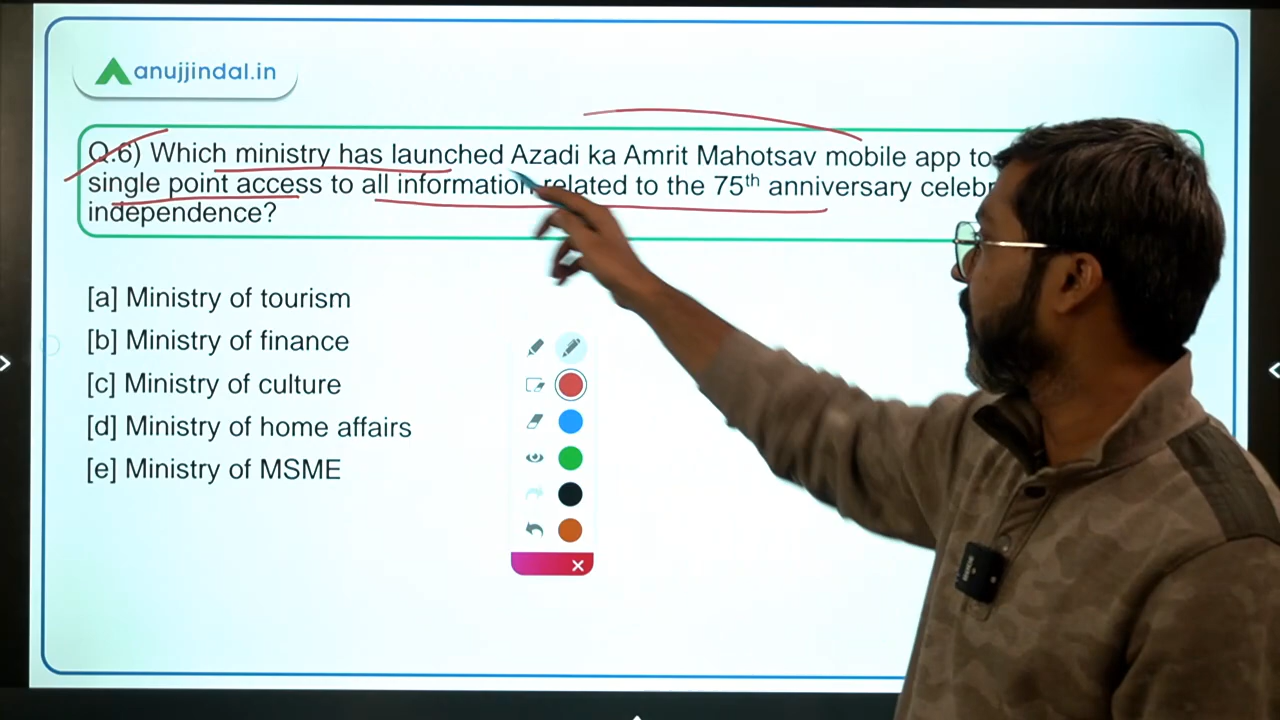 anujjindal.in
Q.6) Which ministry has launched Azadi ka Amrit Mahotsav mobile app to
single point access to all information related to the 75th anniversary
independence?
[a] Ministry of tourism
[b] Ministry of finance
[c] Ministry of culture
[d] Ministry of home affairs
[e] Ministry of MSME